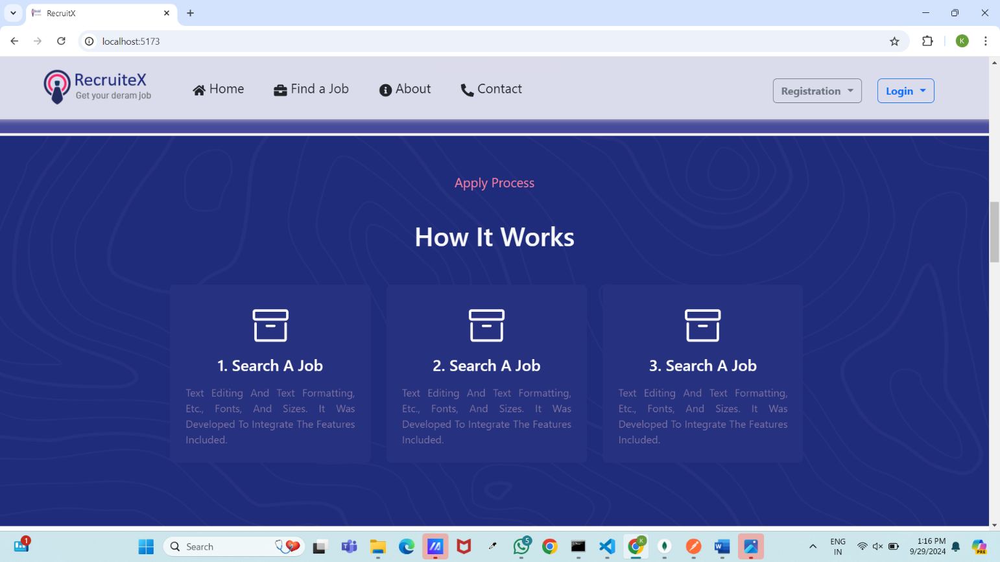 RecruitX
localhost:5173
K
RecruiteX
Get your deram job
Home
Find a Job
About
Contact
Registration
Login
Apply Process
How It Works
1. Search A Job
Text Editing And Text Formatting,
Etc., Fonts, And Sizes. It Was
Developed To Integrate The Features
Included.
2. Search A Job
Text Editing And Text Formatting,
Etc., Fonts, And Sizes. It Was
Developed To Integrate The Features
Included.
3. Search A Job
Text Editing And Text Formatting,
Etc., Fonts, And Sizes. It Was
Developed To Integrate The Features
Included.
1
Search
5
K
ENG
IN
1:16 PM
9/29/2024
PRE